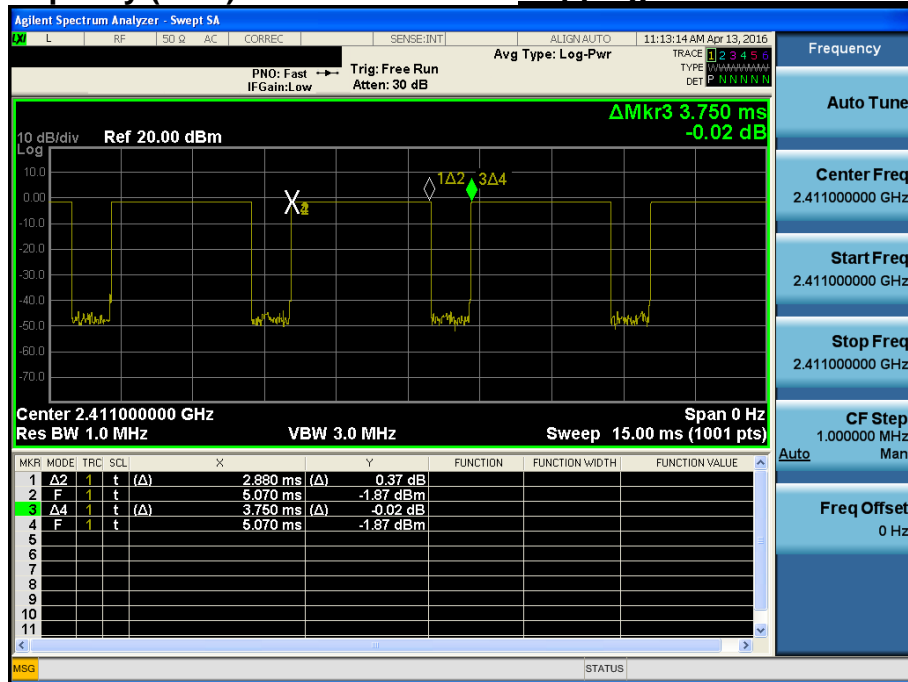 Agilent Spectrum Analyzer - Swept SA
LXI L RF 50 Ω AC CORREC SENSE:INT ALIGN AUTO 11:13:14 AM Apr 13, 2016
PNO: Fast
IFGain:Low
Trig: Free Run
Atten: 30 dB
Avg Type: Log-Pwr
TRACE 1 2 3 4 5 6
TYPE WWWWWW
DET P N N N N N
Frequency
Auto Tune
Center Freq
2.411000000 GHz
Start Freq
2.411000000 GHz
Stop Freq
2.411000000 GHz
CF Step
1.000000 MHz
Auto Man
Freq Offset
0 Hz
ΔMkr3 3.750 ms
-0.02 dB
10 dB/div Ref 20.00 dBm
Log
10.0
0.00
-10.0
-20.0
-30.0
-40.0
-50.0
-60.0
-70.0
1Δ2 3Δ4
X
Center 2.411000000 GHz Span 0 Hz
Res BW 1.0 MHz VBW 3.0 MHz Sweep 15.00 ms (1001 pts)
MKR MODE TRC SCL X Y FUNCTION FUNCTION WIDTH FUNCTION VALUE
1 Δ2 1 t (Δ) 2.880 ms (Δ) 0.37 dB
2 F 1 t 5.070 ms -1.87 dBm
3 Δ4 1 t (Δ) 3.750 ms (Δ) -0.02 dB
4 F 1 t 5.070 ms -1.87 dBm
5
6
7
8
9
10
11
MSG STATUS